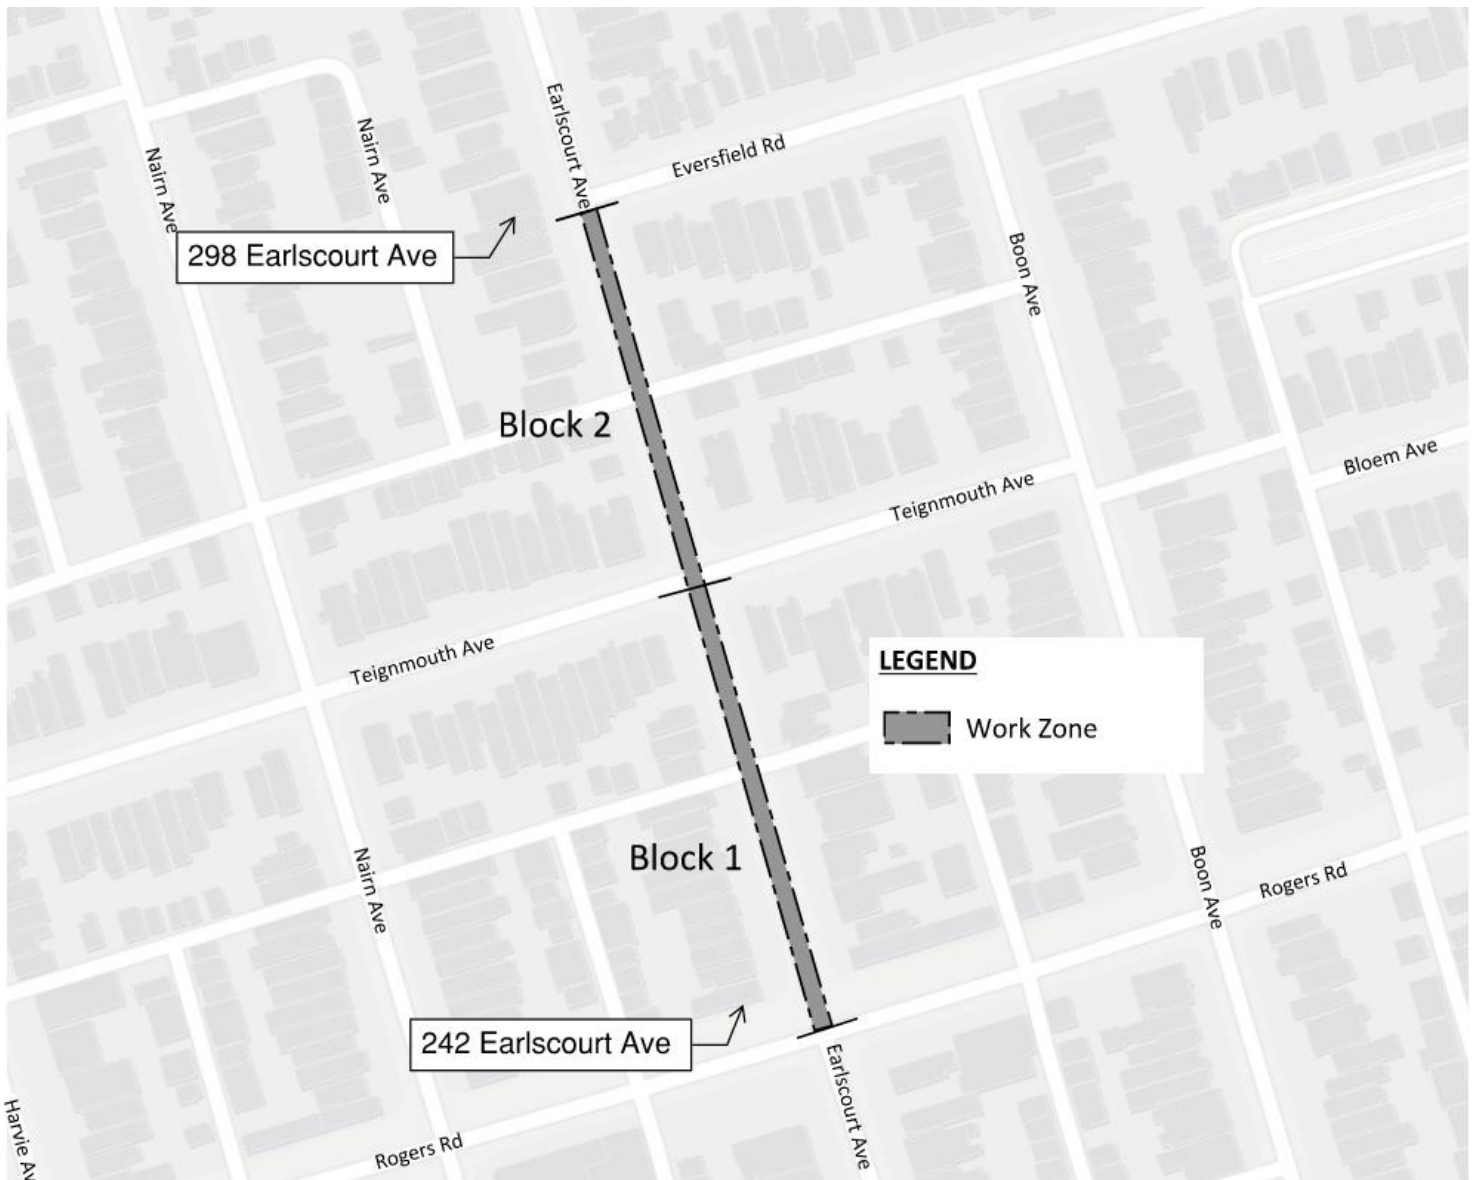 Earlscourt Ave
Eversfield Rd
Nairn Ave
Nairn Ave
298 Earlscourt Ave
Boon Ave
Block 2
Bloem Ave
Teignmouth Ave
Teignmouth Ave
LEGEND
Work Zone
Block 1
Nairn Ave
Boon Ave
Rogers Rd
242 Earlscourt Ave
Earlscourt Ave
Harvie Av
Rogers Rd